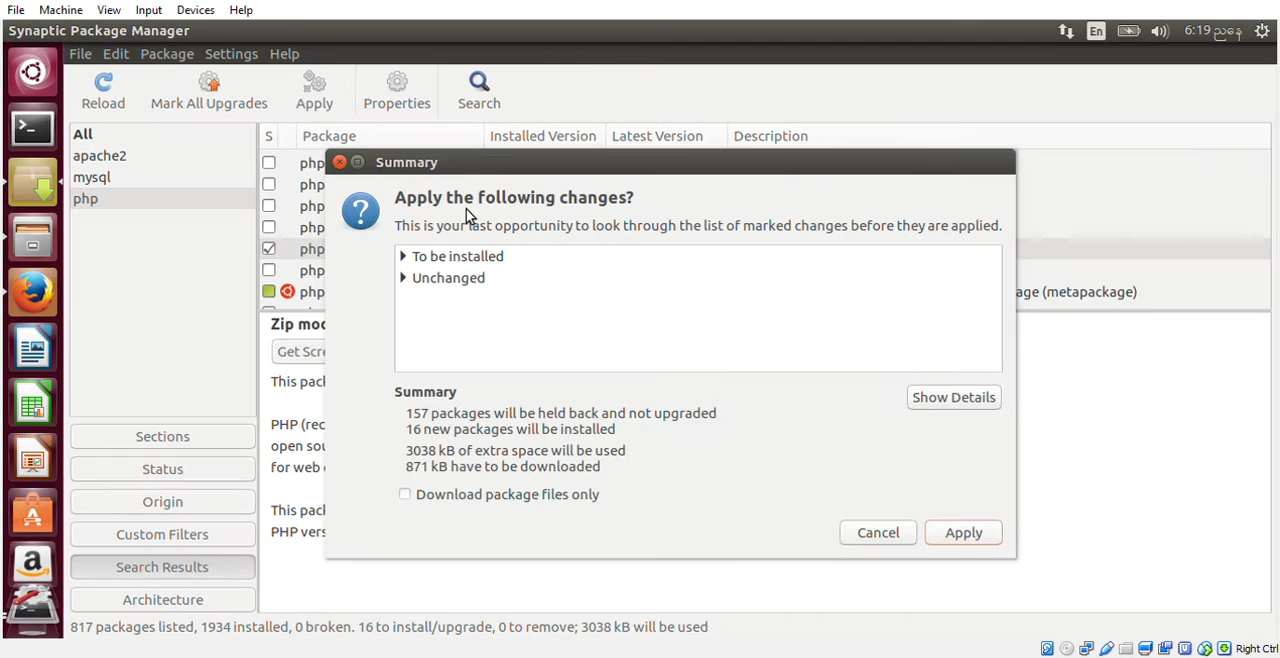 File Machine View Input Devices Help
Synaptic Package Manager En 6:19 ညနေ
File Edit Package Settings Help
Reload Mark All Upgrades Apply Properties Search
All
apache2
mysql
php
Sections
Status
Origin
Custom Filters
Search Results
Architecture
S Package Installed Version Latest Version Description
php
php
php
php
php
php
php age (metapackage)
Zip mod
Get Scre
This pack
PHP (rec
open sou
for web
This pack
PHP vers
Summary
Apply the following changes?
This is your last opportunity to look through the list of marked changes before they are applied.
To be installed
Unchanged
Summary
Show Details
157 packages will be held back and not upgraded
16 new packages will be installed
3038 kB of extra space will be used
871 kB have to be downloaded
Download package files only
Cancel Apply
817 packages listed, 1934 installed, 0 broken. 16 to install/upgrade, 0 to remove; 3038 kB will be used
Right Ctrl